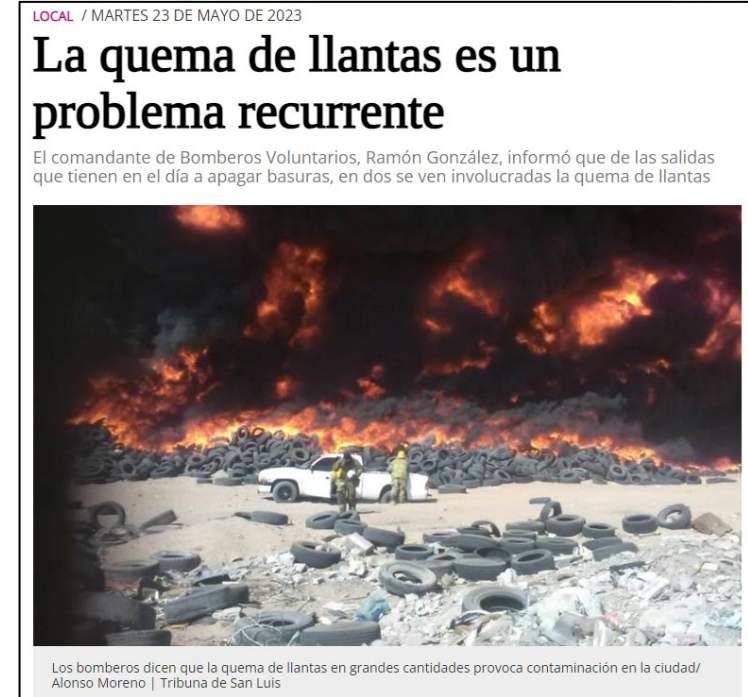 LOCAL / MARTES 23 DE MAYO DE 2023
La quema de llantas es un
problema recurrente
El comandante de Bomberos Voluntarios, Ramón González, informó que de las salidas
que tienen en el día a apagar basuras, en dos se ven involucradas la quema de llantas
Los bomberos dicen que la quema de llantas en grandes cantidades provoca contaminación en la ciudad/
Alonso Moreno | Tribuna de San Luis